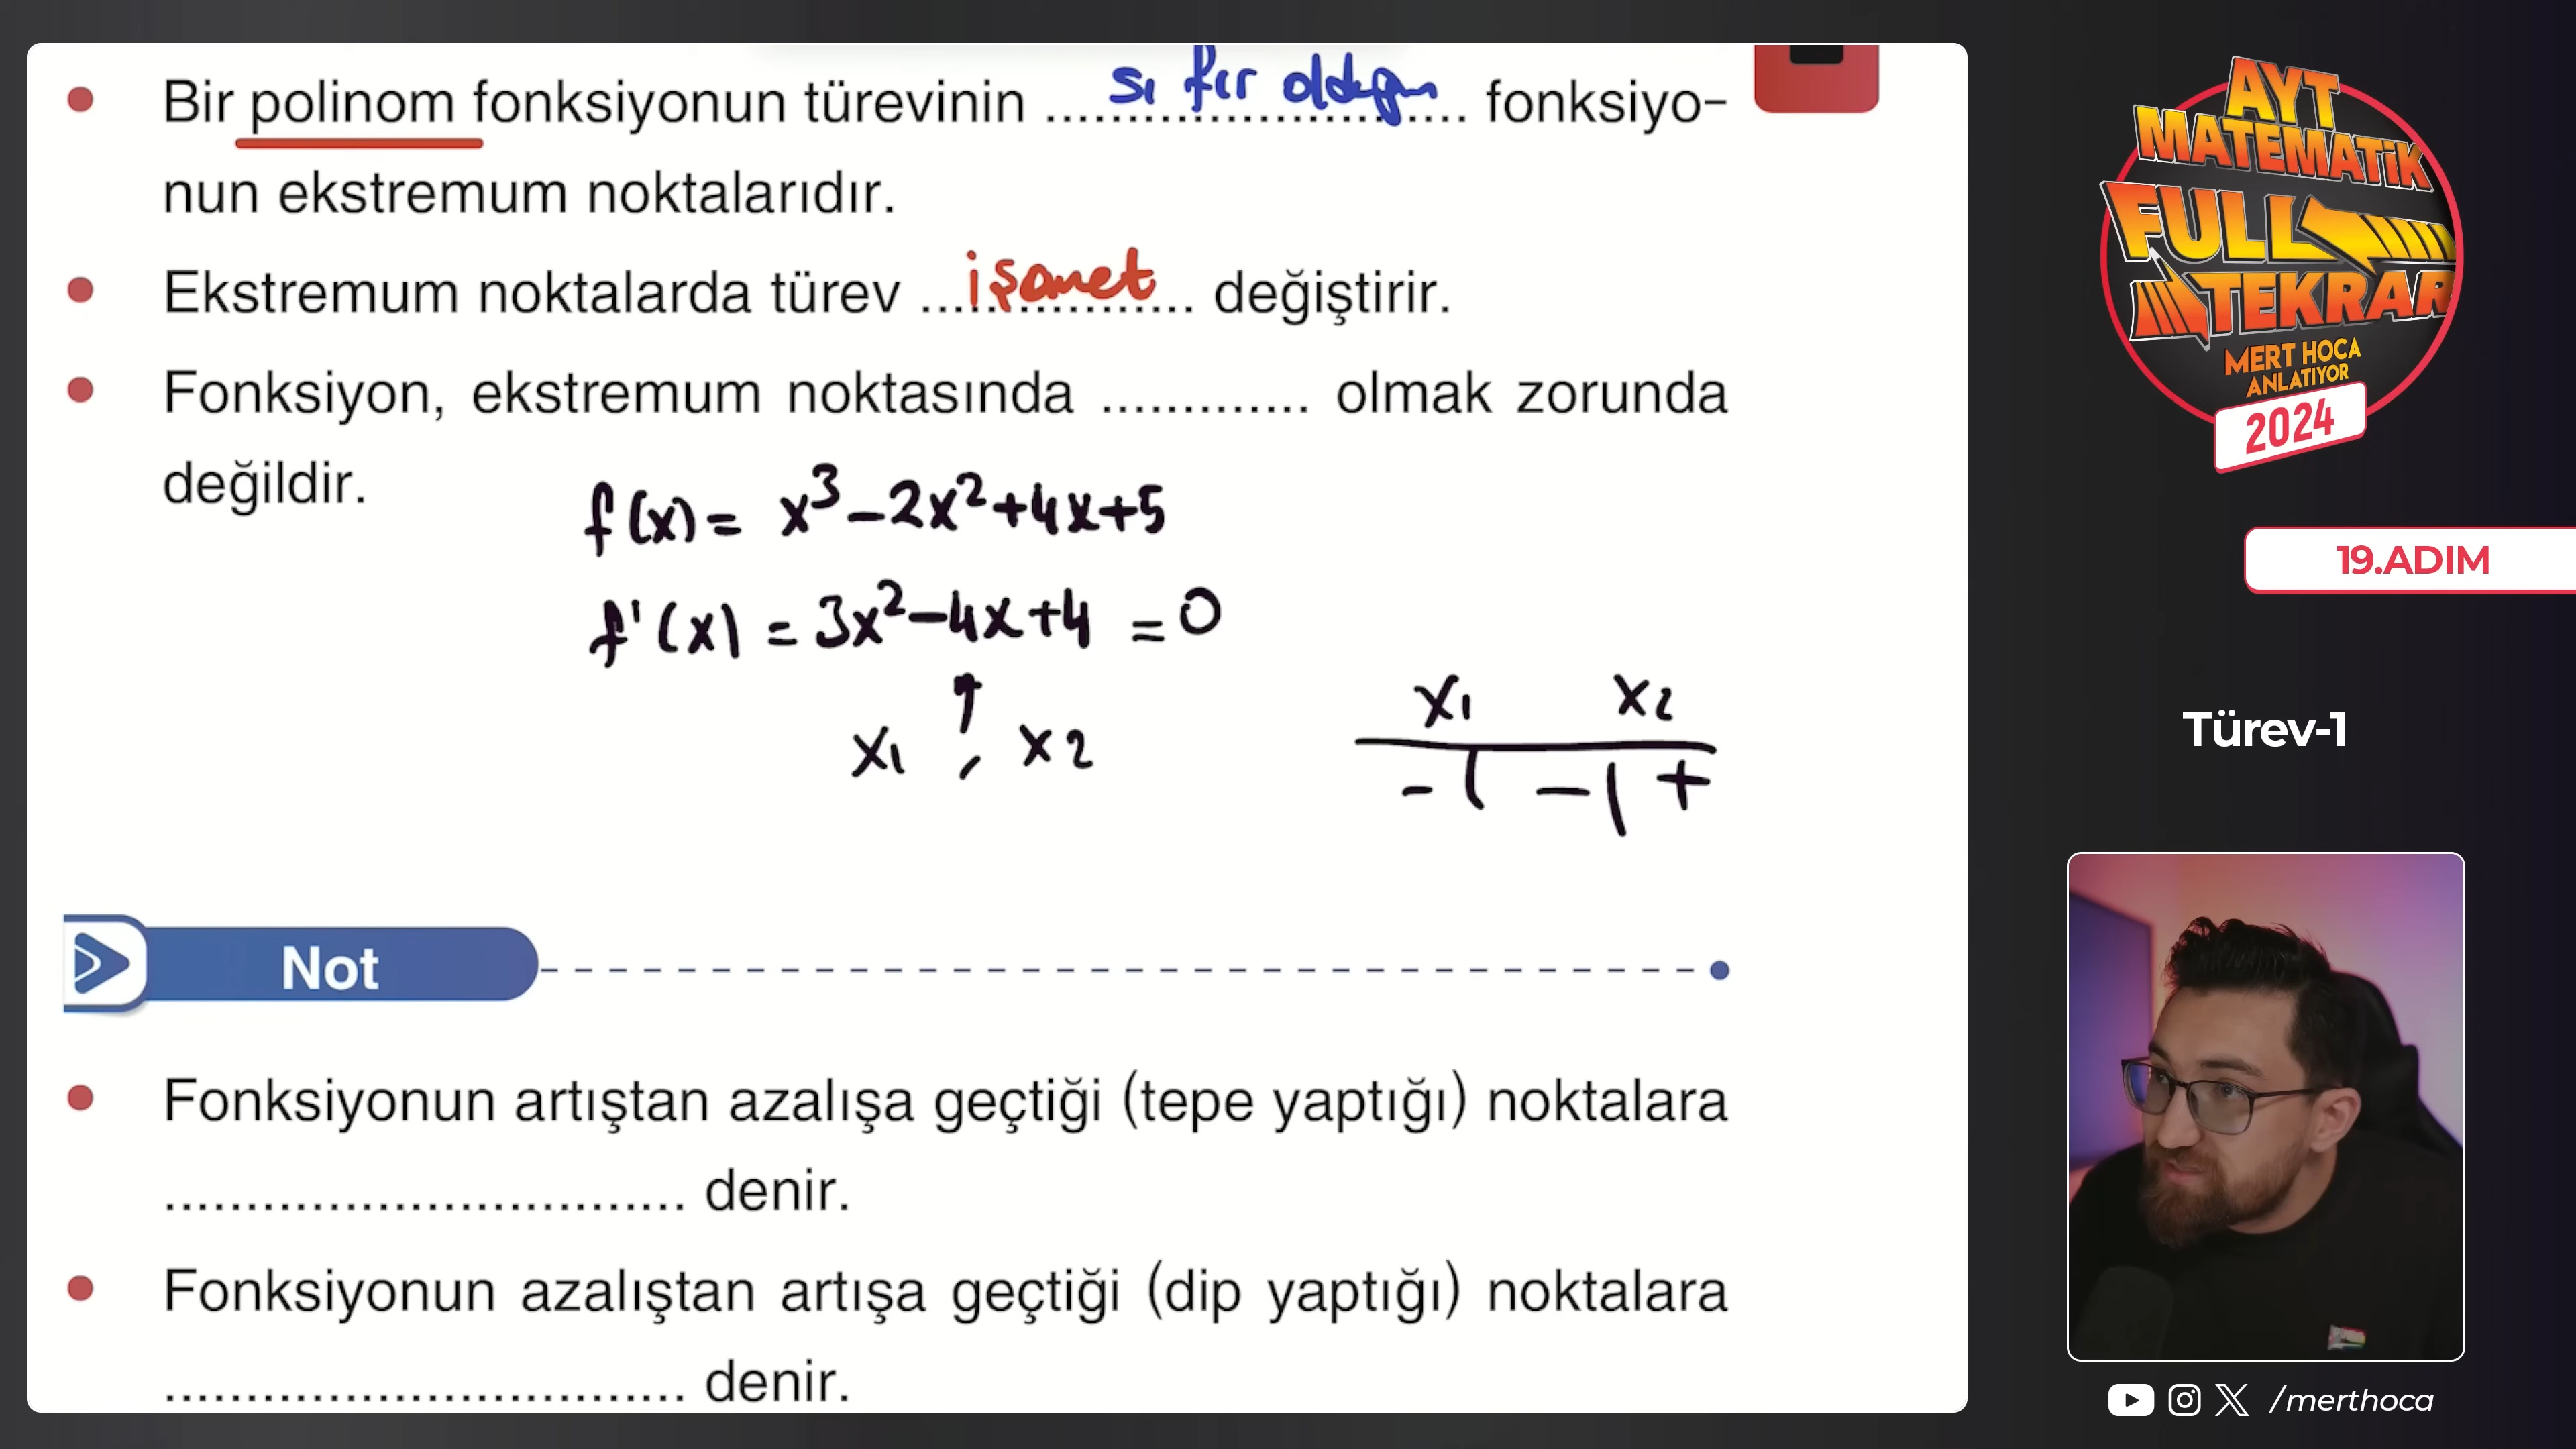 Bir polinom fonksiyonun türevinin sıfır olduğu fonksiyo-
nun ekstremum noktalarıdır.
Ekstremum noktalarda türev ...işaret... değiştirir.
Fonksiyon, ekstremum noktasında ............. olmak zorunda
değildir.
f(x) = x³-2x²+4x+5
f'(x) = 3x²-4x+4 = 0
x₁ , x₂
x₁ x₂
- - +
Not
Fonksiyonun artıştan azalışa geçtiği (tepe yaptığı) noktalara
................................ denir.
Fonksiyonun azalıştan artışa geçtiği (dip yaptığı) noktalara
................................ denir.
AYT
MATEMATİK
FULL
TEKRAR
MERT HOCA
ANLATIYOR
2024
19.ADIM
Türev-1
/merthoca